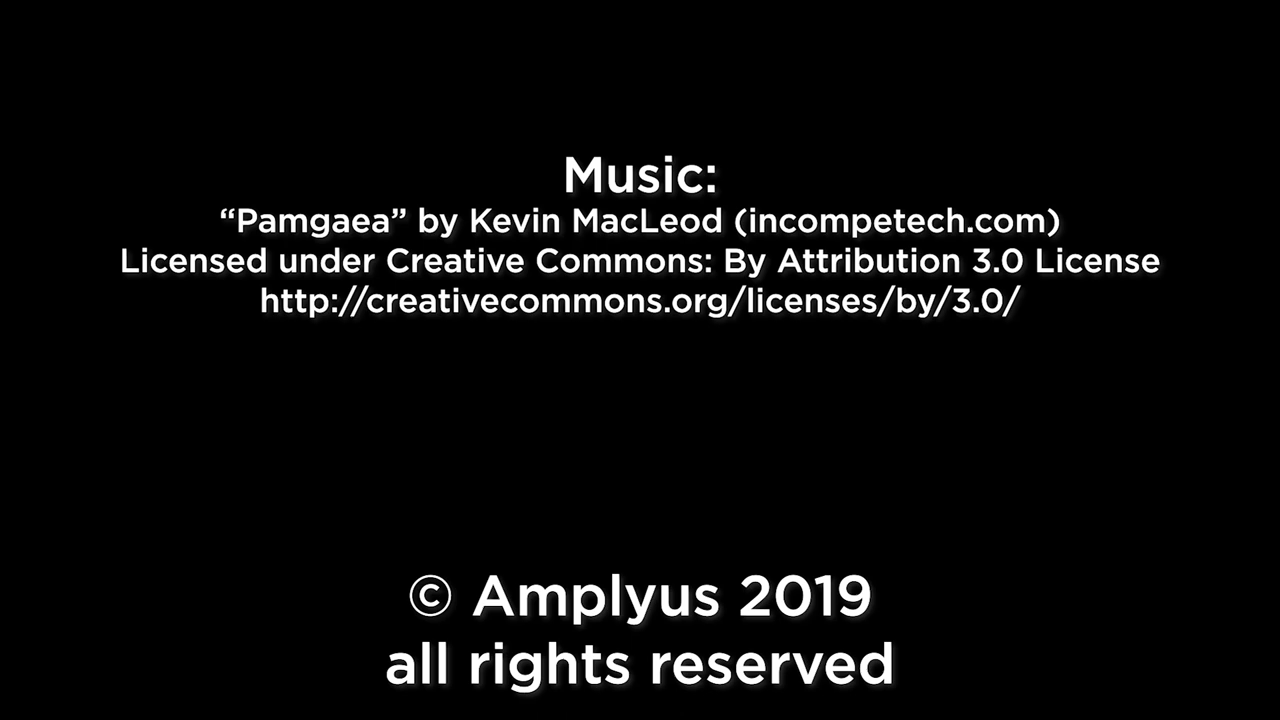 Music:
“Pamgaea” by Kevin MacLeod (incompetech.com)
Licensed under Creative Commons: By Attribution 3.0 License
http://creativecommons.org/licenses/by/3.0/
© Amplyus 2019
all rights reserved